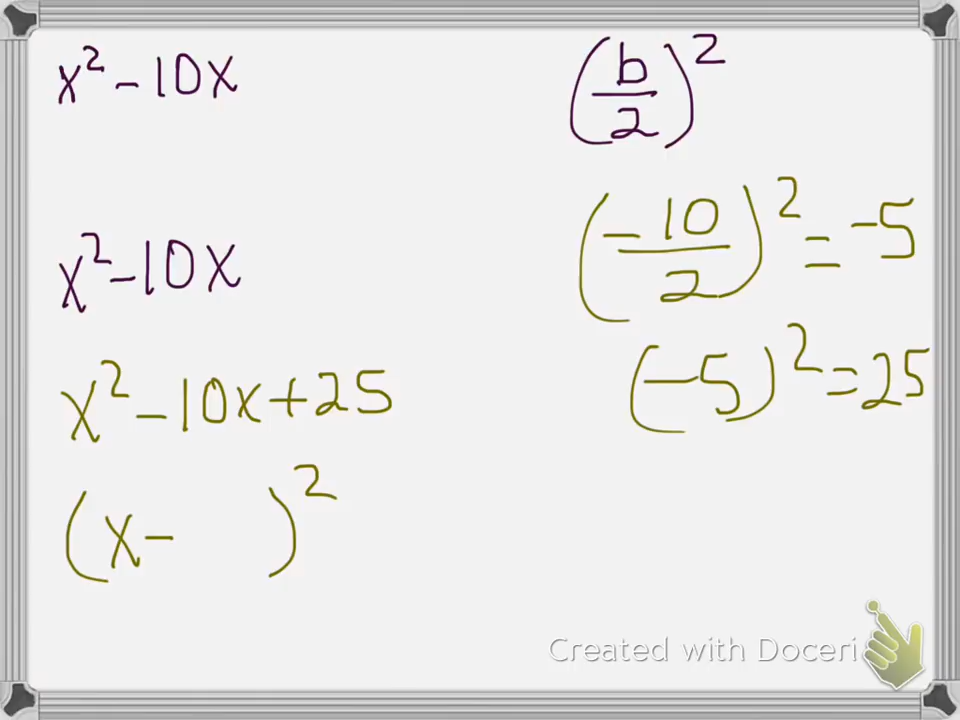 x² - 10x
(b/2)²
(-10/2)² = -5
x² - 10x
(-5)² = 25
x² - 10x + 25
(x -    )²
Created with Doceri